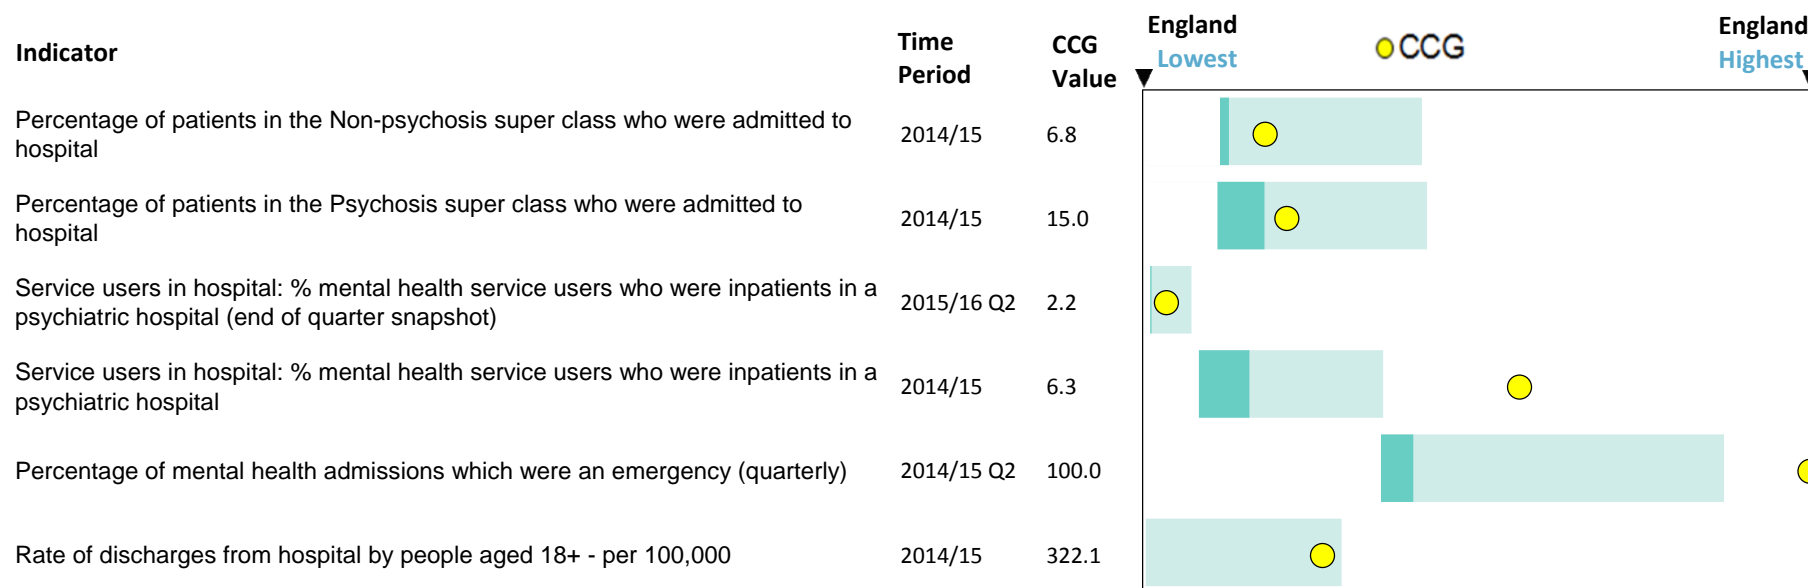 Indicator
Time
Period
CCG
Value
England
Lowest
CCG
England
Highest
Percentage of patients in the Non-psychosis super class who were admitted to
hospital
2014/15
6.8
Percentage of patients in the Psychosis super class who were admitted to
hospital
2014/15
15.0
Service users in hospital: % mental health service users who were inpatients in a
psychiatric hospital (end of quarter snapshot)
2015/16 Q2
2.2
Service users in hospital: % mental health service users who were inpatients in a
psychiatric hospital
2014/15
6.3
Percentage of mental health admissions which were an emergency (quarterly)
2014/15 Q2
100.0
Rate of discharges from hospital by people aged 18+ - per 100,000
2014/15
322.1